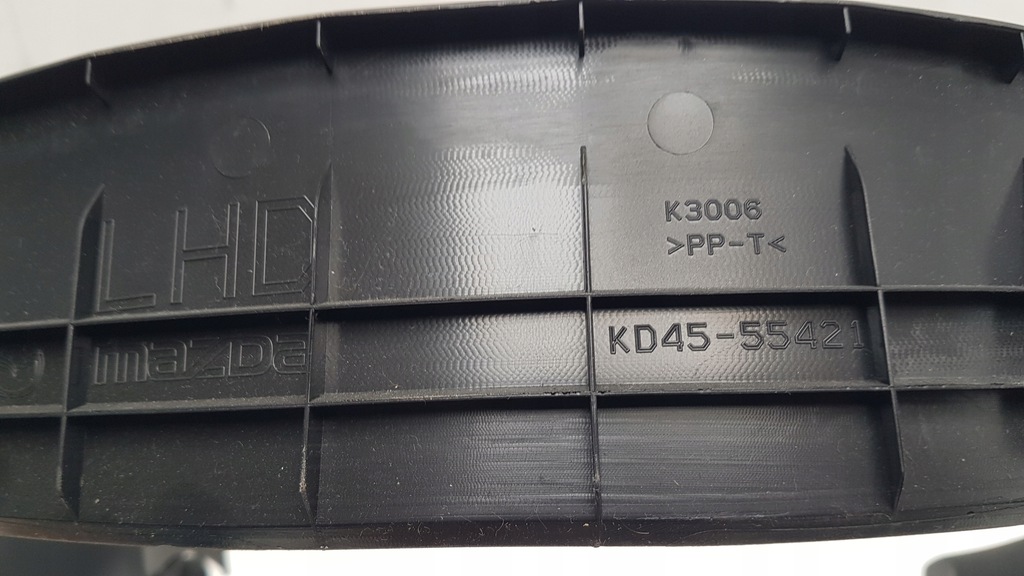 LHD
mazda
K3006
>PP-T<
KD45-55421